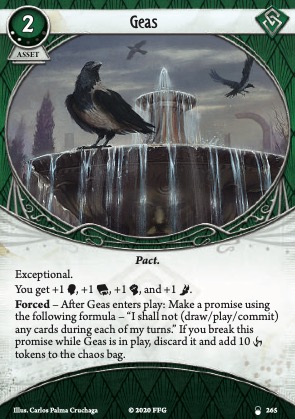 Geas
2
ASSET
Pact.
Exceptional.
You get +1 , +1 , +1 , and +1 .
Forced – After Geas enters play: Make a promise using
the following formula – “I shall not (draw/play/commit)
any cards during each of my turns.” If you break this
promise while Geas is in play, discard it and add 10
tokens to the chaos bag.
Illus. Carlos Palma Cruchaga
© 2020 FFG
265